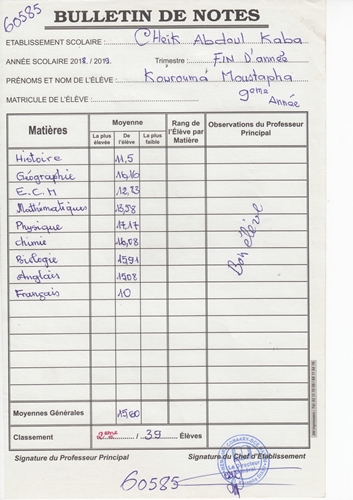 60585
BULLETIN DE NOTES
ETABLISSEMENT SCOLAIRE : Cheik Abdoul Kaba
ANNÉE SCOLAIRE 2018 / 2019 Trimestre : FIN D'année
PRÉNOMS ET NOM DE L'ÉLÈVE : Kourouma Moustapha
MATRICULE DE L'ÉLÈVE : 9eme Année
Matières Moyenne Rang de l'Élève par Matière Observations du Professeur Principal
La plus élevée De l'élève La plus faible
Histoire 11,5
Géographie 16,16
E.C.M 12,23
Mathématiques 18,58
Physique 17,17
chimie 16,08
Biologie 15,91
Anglais 15,08
Français 10
Bon élève
Moyennes Générales 15,80
Classement 2eme / 39 Élèves
Signature du Professeur Principal Signature du Chef d'Établissement
60585